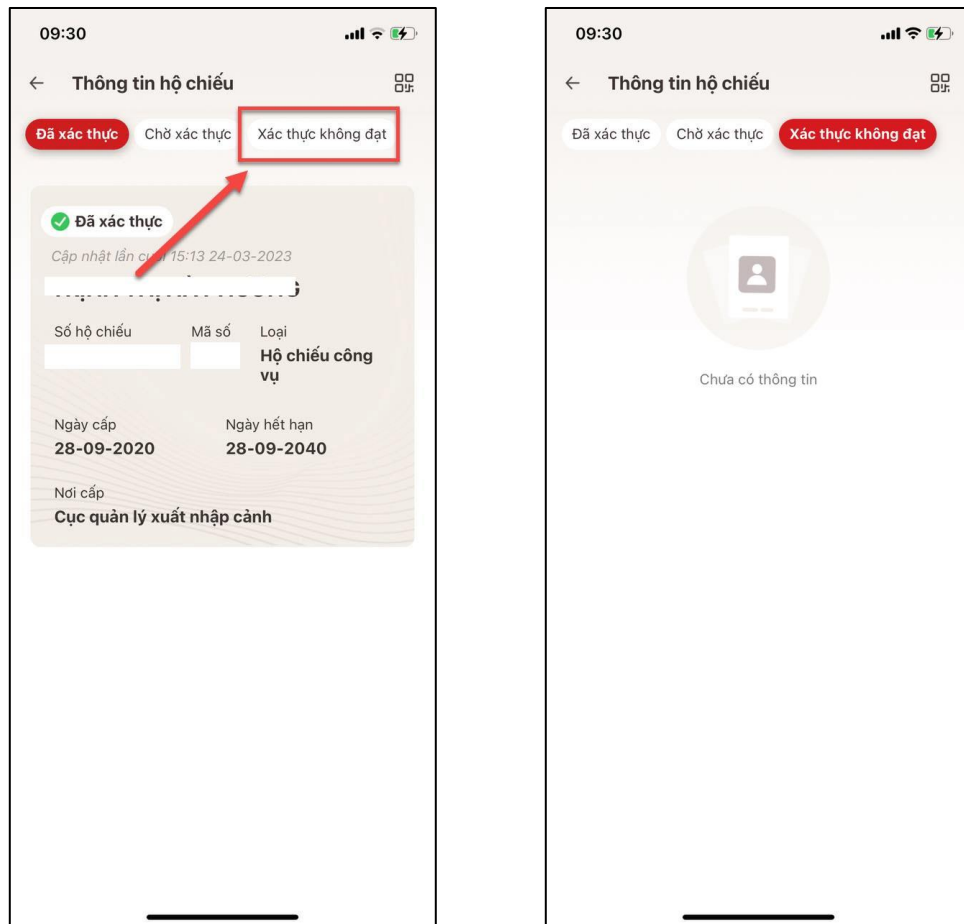 09:30
Thông tin hộ chiếu
Đã xác thực
Chờ xác thực
Xác thực không đạt
Đã xác thực
Cập nhật lần cuối 15:13 24-03-2023
Số hộ chiếu
Mã số
Loại
Hộ chiếu công
vụ
Ngày cấp
Ngày hết hạn
28-09-2020
28-09-2040
Nơi cấp
Cục quản lý xuất nhập cảnh
09:30
Thông tin hộ chiếu
Đã xác thực
Chờ xác thực
Xác thực không đạt
Chưa có thông tin